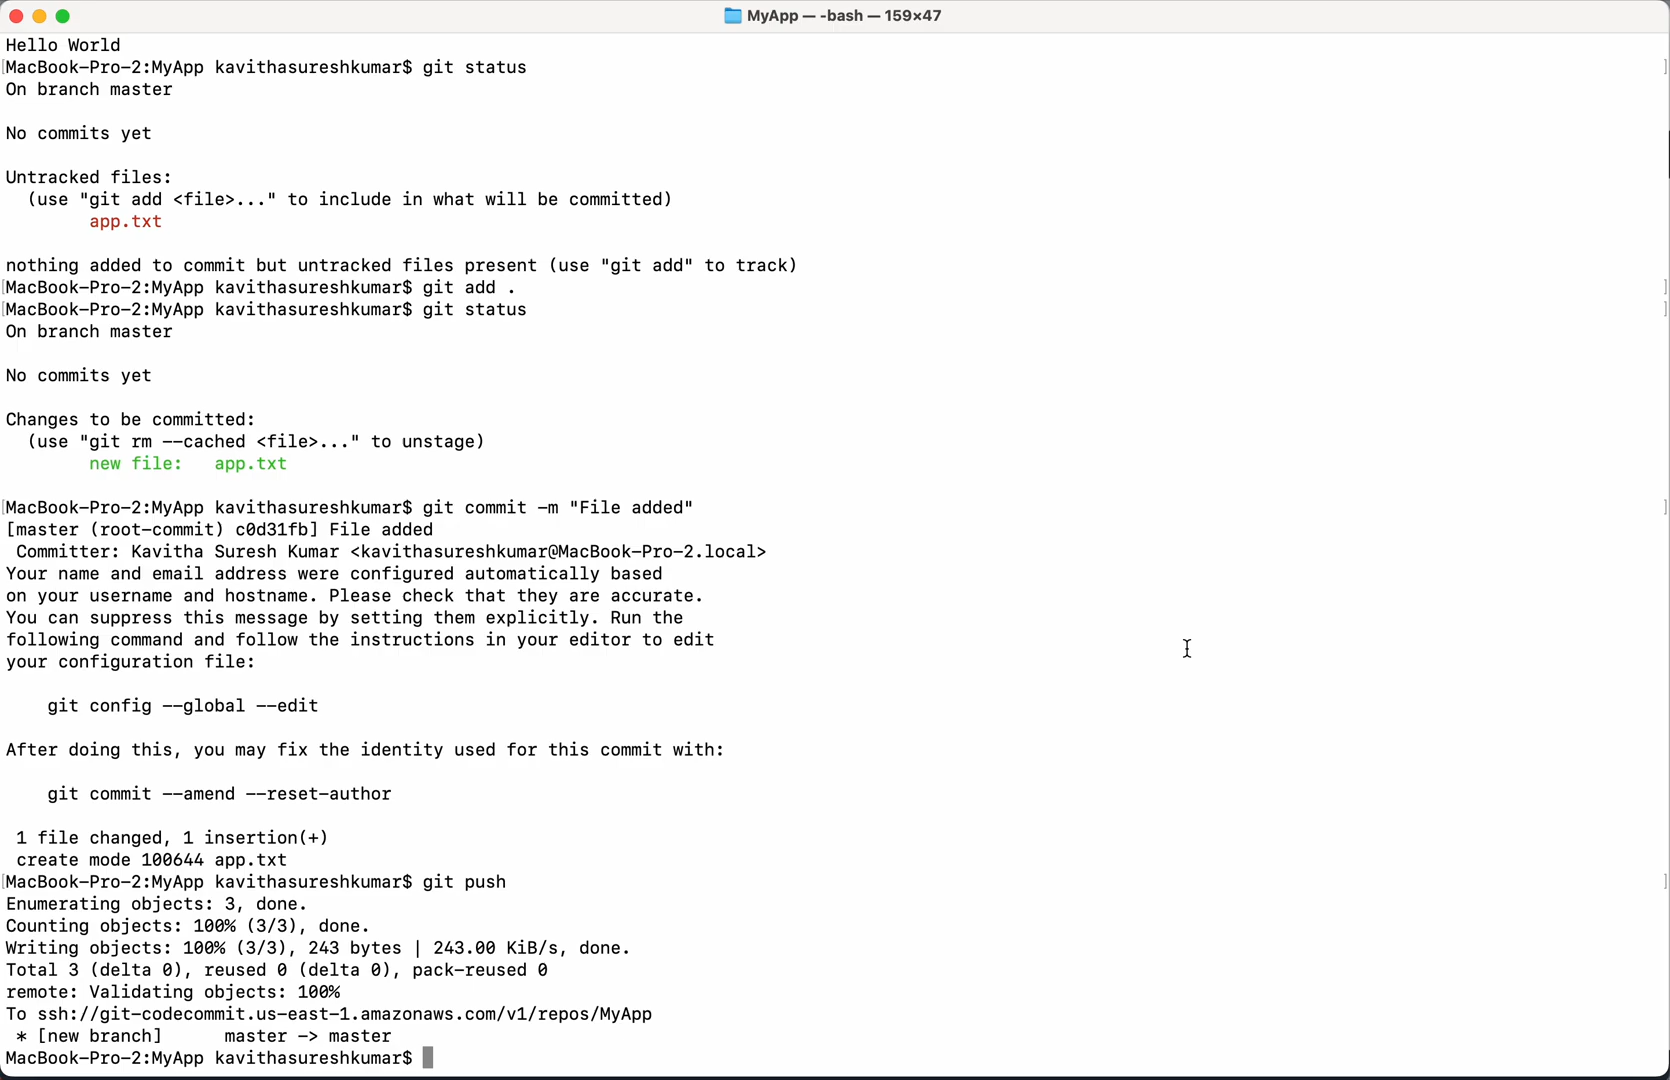 MyApp — -bash — 159×47
Hello World
[MacBook-Pro-2:MyApp kavithasureshkumar$ git status ]
On branch master
No commits yet
Untracked files:
(use "git add <file>..." to include in what will be committed)
app.txt
nothing added to commit but untracked files present (use "git add" to track)
[MacBook-Pro-2:MyApp kavithasureshkumar$ git add . ]
[MacBook-Pro-2:MyApp kavithasureshkumar$ git status ]
On branch master
No commits yet
Changes to be committed:
(use "git rm --cached <file>..." to unstage)
new file:   app.txt
[MacBook-Pro-2:MyApp kavithasureshkumar$ git commit -m "File added" ]
[master (root-commit) c0d31fb] File added
Committer: Kavitha Suresh Kumar <kavithasureshkumar@MacBook-Pro-2.local>
Your name and email address were configured automatically based
on your username and hostname. Please check that they are accurate.
You can suppress this message by setting them explicitly. Run the
following command and follow the instructions in your editor to edit
your configuration file:
git config --global --edit
After doing this, you may fix the identity used for this commit with:
git commit --amend --reset-author
1 file changed, 1 insertion(+)
create mode 100644 app.txt
[MacBook-Pro-2:MyApp kavithasureshkumar$ git push ]
Enumerating objects: 3, done.
Counting objects: 100% (3/3), done.
Writing objects: 100% (3/3), 243 bytes | 243.00 KiB/s, done.
Total 3 (delta 0), reused 0 (delta 0), pack-reused 0
remote: Validating objects: 100%
To ssh://git-codecommit.us-east-1.amazonaws.com/v1/repos/MyApp
* [new branch]      master -> master
MacBook-Pro-2:MyApp kavithasureshkumar$